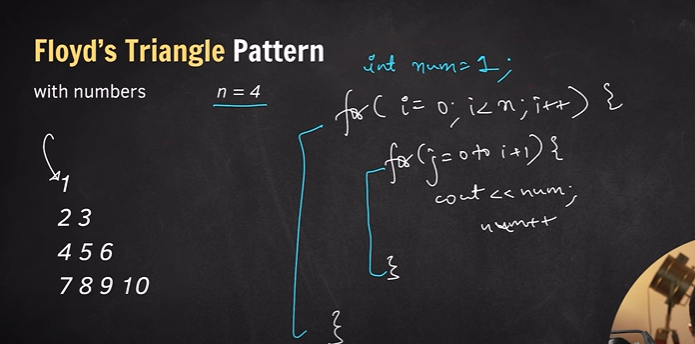 Floyd's Triangle Pattern
with numbers
n = 4
1
2 3
4 5 6
7 8 9 10
int num = 1;
for( i = 0; i < n; i++) {
for(j = 0 to i+1) {
cout << num;
num++
}
}